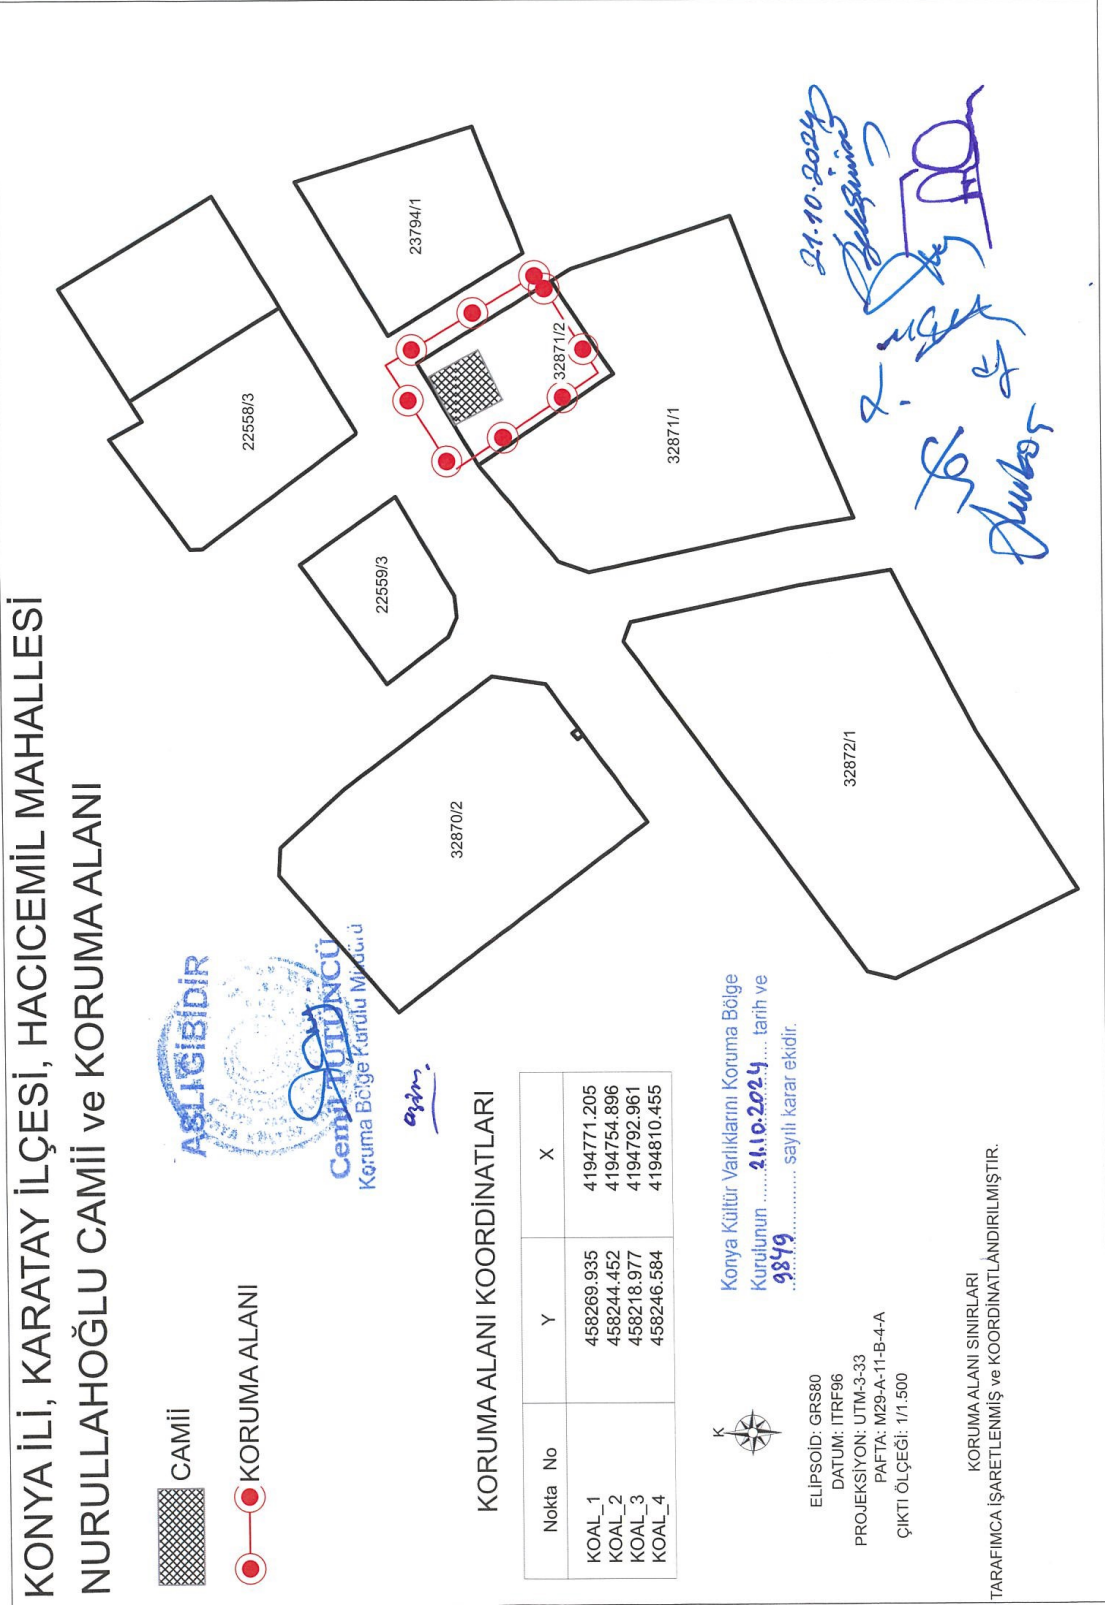 KONYA İLİ, KARATAY İLÇESİ, HACICEMİL MAHALLESİ
NURULLAHOĞLU CAMİİ ve KORUMA ALANI
CAMİİ
KORUMA ALANI
ASLI GİBİDİR
Cemil TÜTÜNCÜ
Koruma Bölge Kurulu Müdürü
KORUMA ALANI KOORDİNATLARI
Nokta No Y X
KOAL_1 458269.935 4194771.205
KOAL_2 458244.452 4194754.896
KOAL_3 458218.977 4194792.961
KOAL_4 458246.584 4194810.455
Konya Kültür Varlıklarını Koruma Bölge
Kurulunun 21.10.2024 tarih ve
9849 sayılı karar ekidir.
K
ELİPSOİD: GRS80
DATUM: ITRF96
PROJEKSİYON: UTM-3-33
PAFTA: M29-A-11-B-4-A
ÇIKTI ÖLÇEĞİ: 1/1.500
KORUMA ALANI SINIRLARI
TARAFIMCA İŞARETLENMİŞ ve KOORDİNATLANDIRILMIŞTIR.
22558/3
23794/1
22559/3
32871/2
32871/1
32870/2
32872/1
21.10.2024